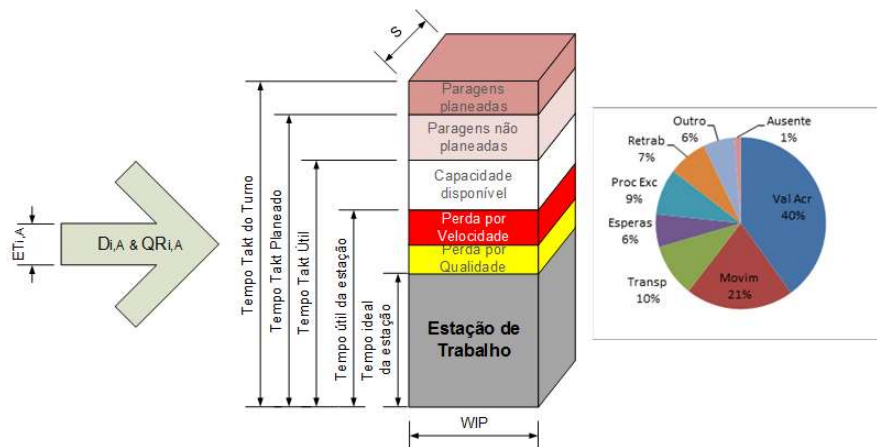 ETi,A
Di,A & QRi,A
Tempo Takt do Turno
Tempo Takt Planeado
Tempo Takt Útil
Tempo útil da estação
Tempo ideal
da estação
S
Paragens
planeadas
Paragens não
planeadas
Capacidade
disponível
Perda por
Velocidade
Perda por
Qualidade
Estação de
Trabalho
WIP
Outro
6%
Ausente
1%
Retrab
7%
Proc Exc
9%
Esperas
6%
Transp
10%
Movim
21%
Val Acr
40%